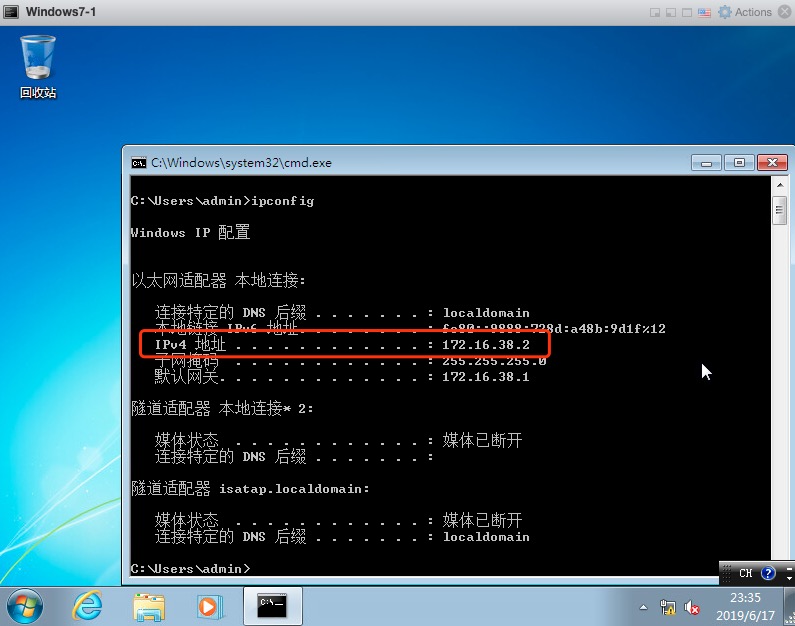 Windows7-1
Actions
回收站
C:\Windows\system32\cmd.exe
C:\Users\admin>ipconfig
Windows IP 配置
以太网适配器 本地连接:
连接特定的 DNS 后缀 . . . . . . . : localdomain
本地链接 IPv6 地址. . . . . . . . : fe80::9888:728d:a48b:9d1f%12
IPv4 地址 . . . . . . . . . . . . : 172.16.38.2
子网掩码 . . . . . . . . . . . . : 255.255.255.0
默认网关. . . . . . . . . . . . . : 172.16.38.1
隧道适配器 本地连接* 2:
媒体状态 . . . . . . . . . . . . : 媒体已断开
连接特定的 DNS 后缀 . . . . . . . :
隧道适配器 isatap.localdomain:
媒体状态 . . . . . . . . . . . . : 媒体已断开
连接特定的 DNS 后缀 . . . . . . . : localdomain
C:\Users\admin>
CH
23:35
2019/6/17